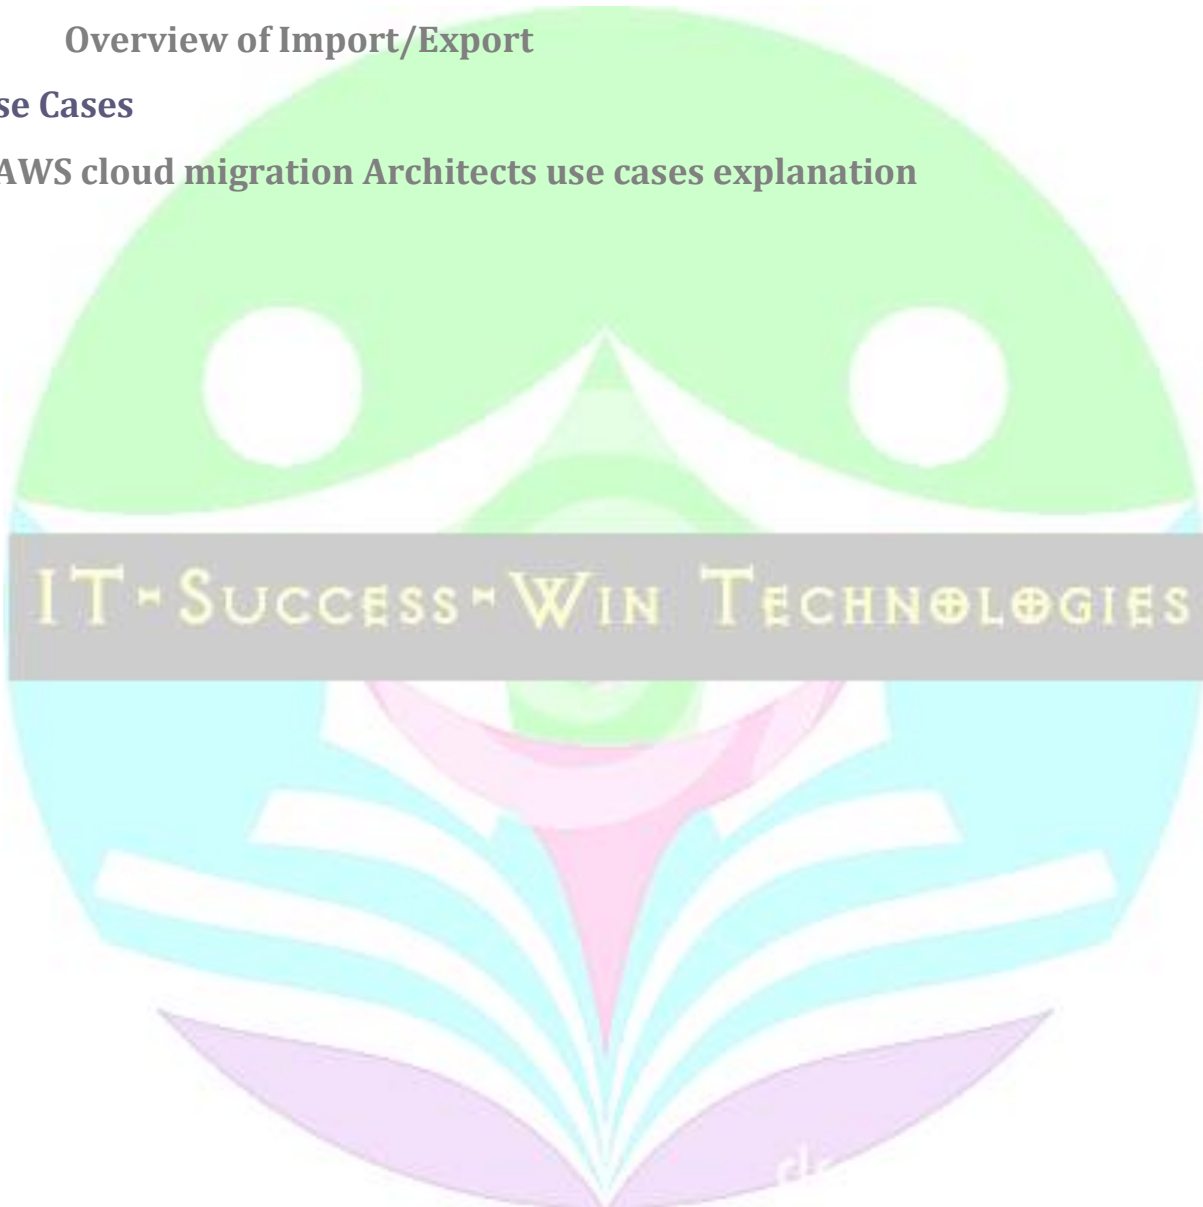 Overview of Import/Export
se Cases
AWS cloud migration Architects use cases explanation
IT-Success-Win Technologies